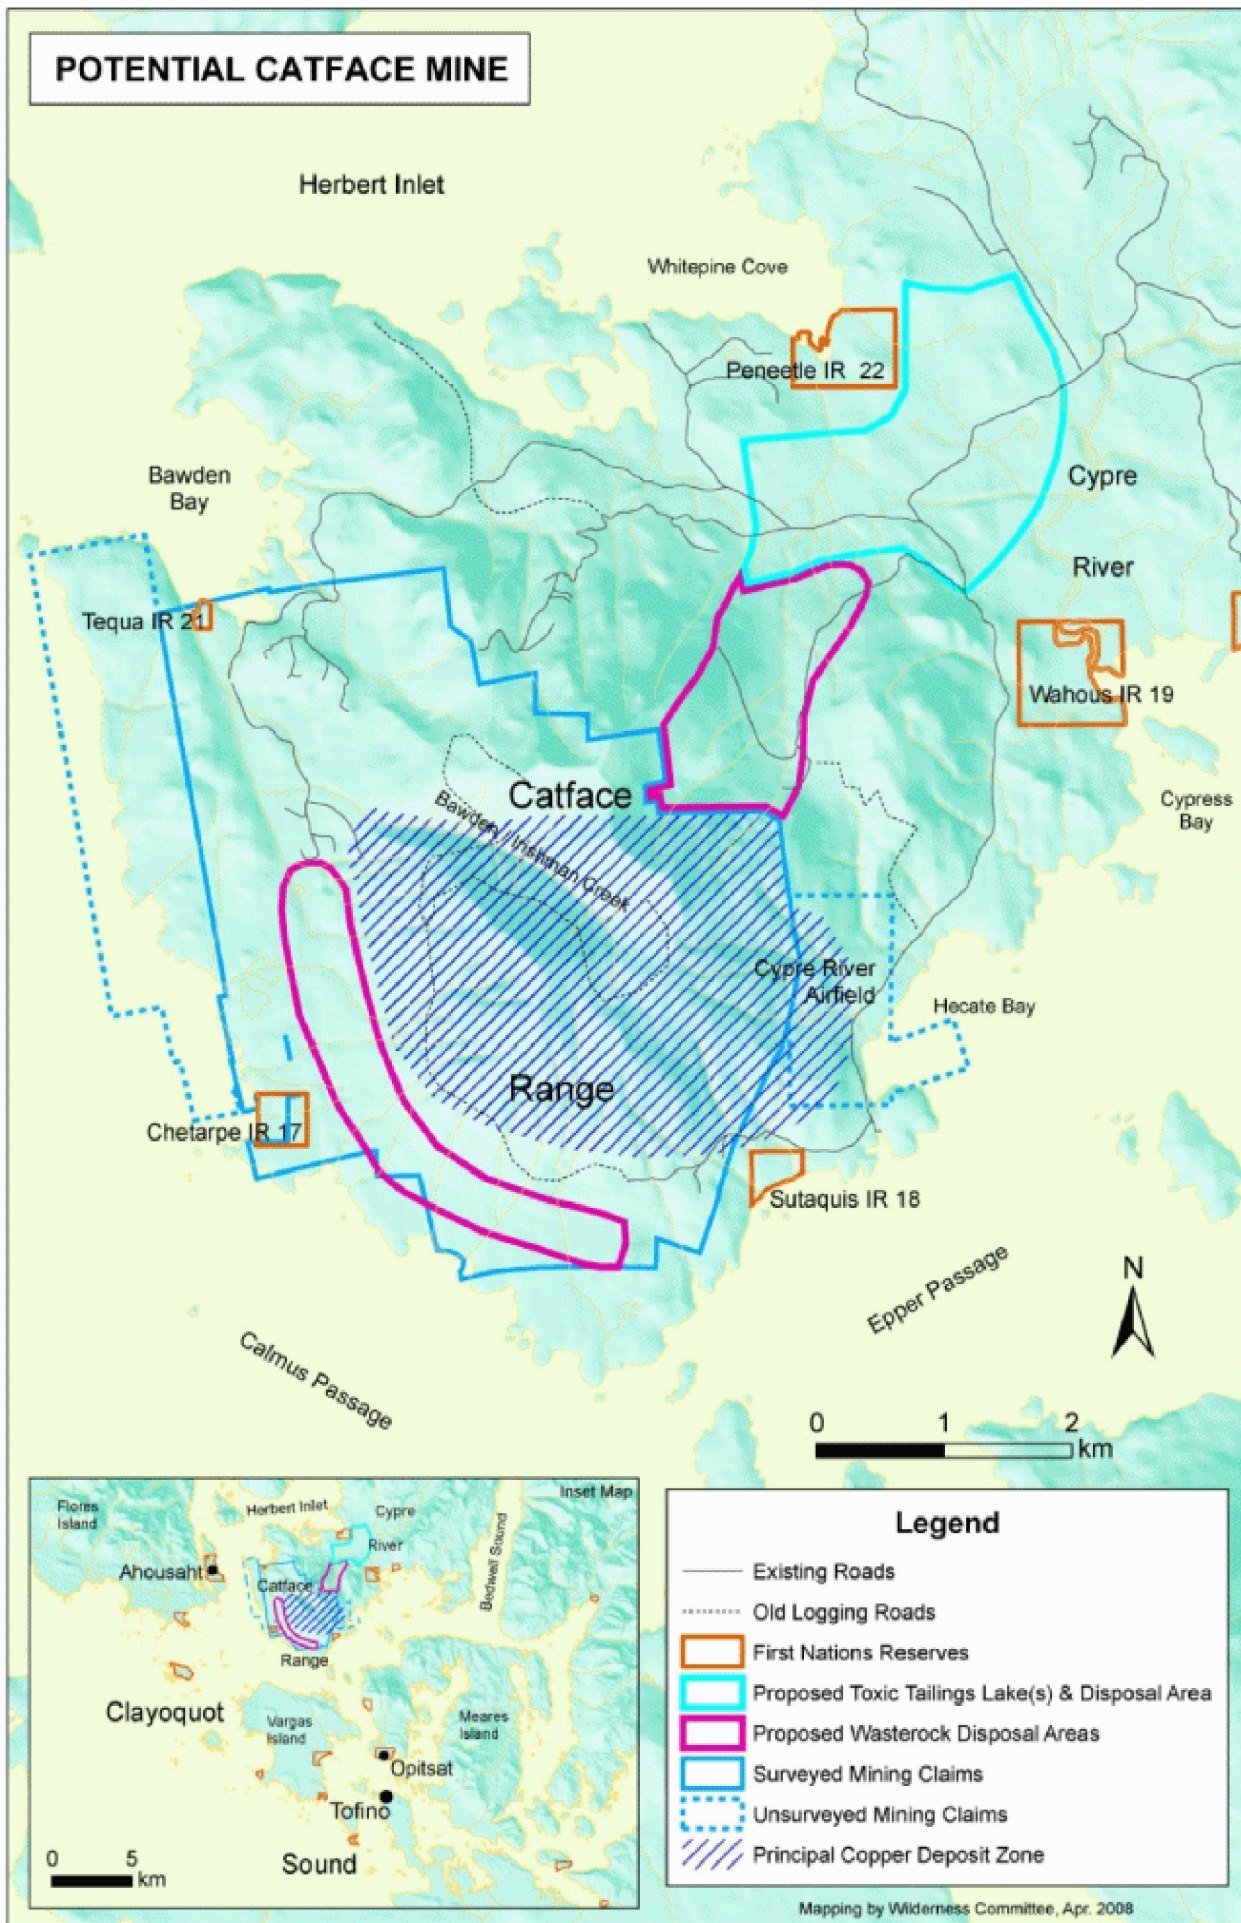 POTENTIAL CATFACE MINE
Herbert Inlet
Whitepine Cove
Peneetle IR 22
Bawden
Bay
Cypre
River
Tequa IR 21
Wahous IR 19
Catface
Bawden / Irishman Creek
Cypress
Bay
Cypre River
Airfield
Hecate Bay
Range
Chetarpe IR 17
Sutaquis IR 18
Epper Passage
N
Calmus Passage
0 1 2
km
Inset Map
Flores
Island
Herbert Inlet
Cypre
River
Bedwell Sound
Ahousaht
Catface
Range
Clayoquot
Vargas
Island
Meares
Island
Opitsat
Tofino
Sound
0 5
km
Legend
Existing Roads
Old Logging Roads
First Nations Reserves
Proposed Toxic Tailings Lake(s) & Disposal Area
Proposed Wasterock Disposal Areas
Surveyed Mining Claims
Unsurveyed Mining Claims
Principal Copper Deposit Zone
Mapping by Wilderness Committee, Apr. 2008